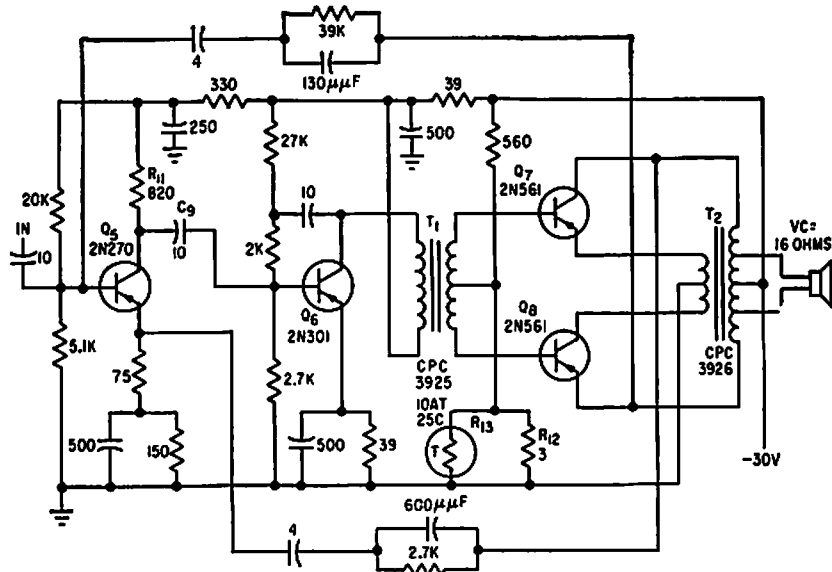 39K
4
130µµF
330
39
250
500
27K
560
Q7
2N561
R11
820
20K
IN
10
Q5
2N270
C9
10
10
2K
T1
T2
VC=
16 OHMS
Q6
2N301
Q8
2N561
CPC
3925
CPC
3926
5.1K
75
2.7K
10AT
25C
R13
R12
3
T
500
150
500
39
-30V
600µµF
4
2.7K